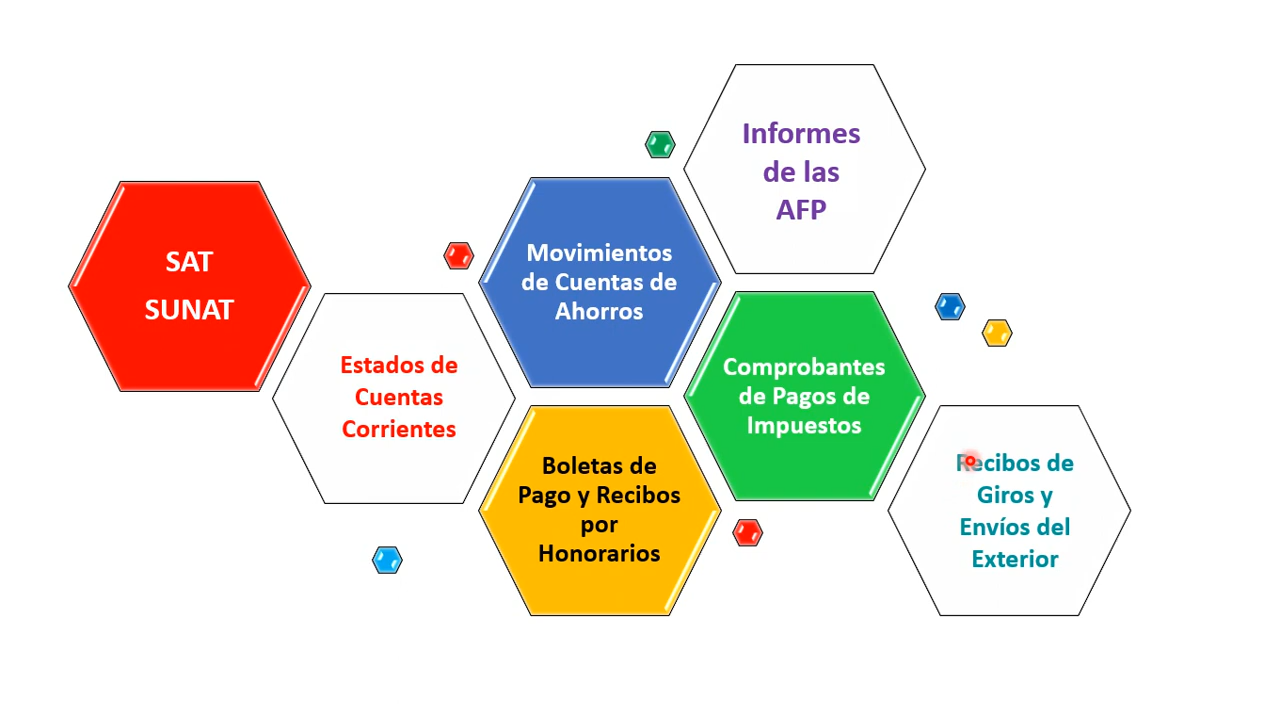 SAT
SUNAT
Estados de
Cuentas
Corrientes
Movimientos
de Cuentas de
Ahorros
Boletas de
Pago y Recibos
por
Honorarios
Informes
de las
AFP
Comprobantes
de Pagos de
Impuestos
Recibos de
Giros y
Envíos del
Exterior